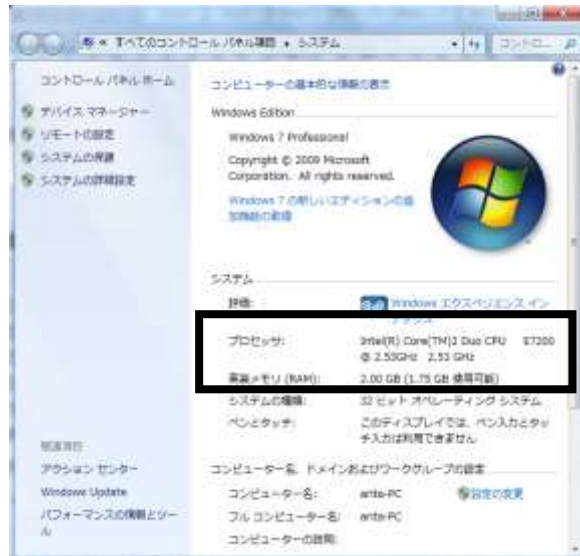 « すべてのコントロール パネル項目 ▸ システム
コントロール パネル ホーム
デバイス マネージャー
リモートの設定
システムの保護
システムの詳細設定
コンピューターの基本的な情報の表示
Windows Edition
Windows 7 Professional
Copyright © 2009 Microsoft
Corporation. All rights reserved.
Windows 7 の新しいエディションの追
加機能の取得
システム
評価:
Windows エクスペリエンス イン
プロセッサ:
Intel(R) Core(TM)2 Duo CPU E7200
@ 2.53GHz 2.53 GHz
実装メモリ (RAM):
2.00 GB (1.75 GB 使用可能)
システムの種類:
32 ビット オペレーティング システム
ペンとタッチ:
このディスプレイでは、ペン入力とタッ
チ入力は利用できません
コンピューター名、ドメインおよびワークグループの設定
コンピューター名:
arita-PC
設定の変更
フル コンピューター名:
arita-PC
コンピューターの説明:
関連項目
アクション センター
Windows Update
パフォーマンスの情報とツー
ル